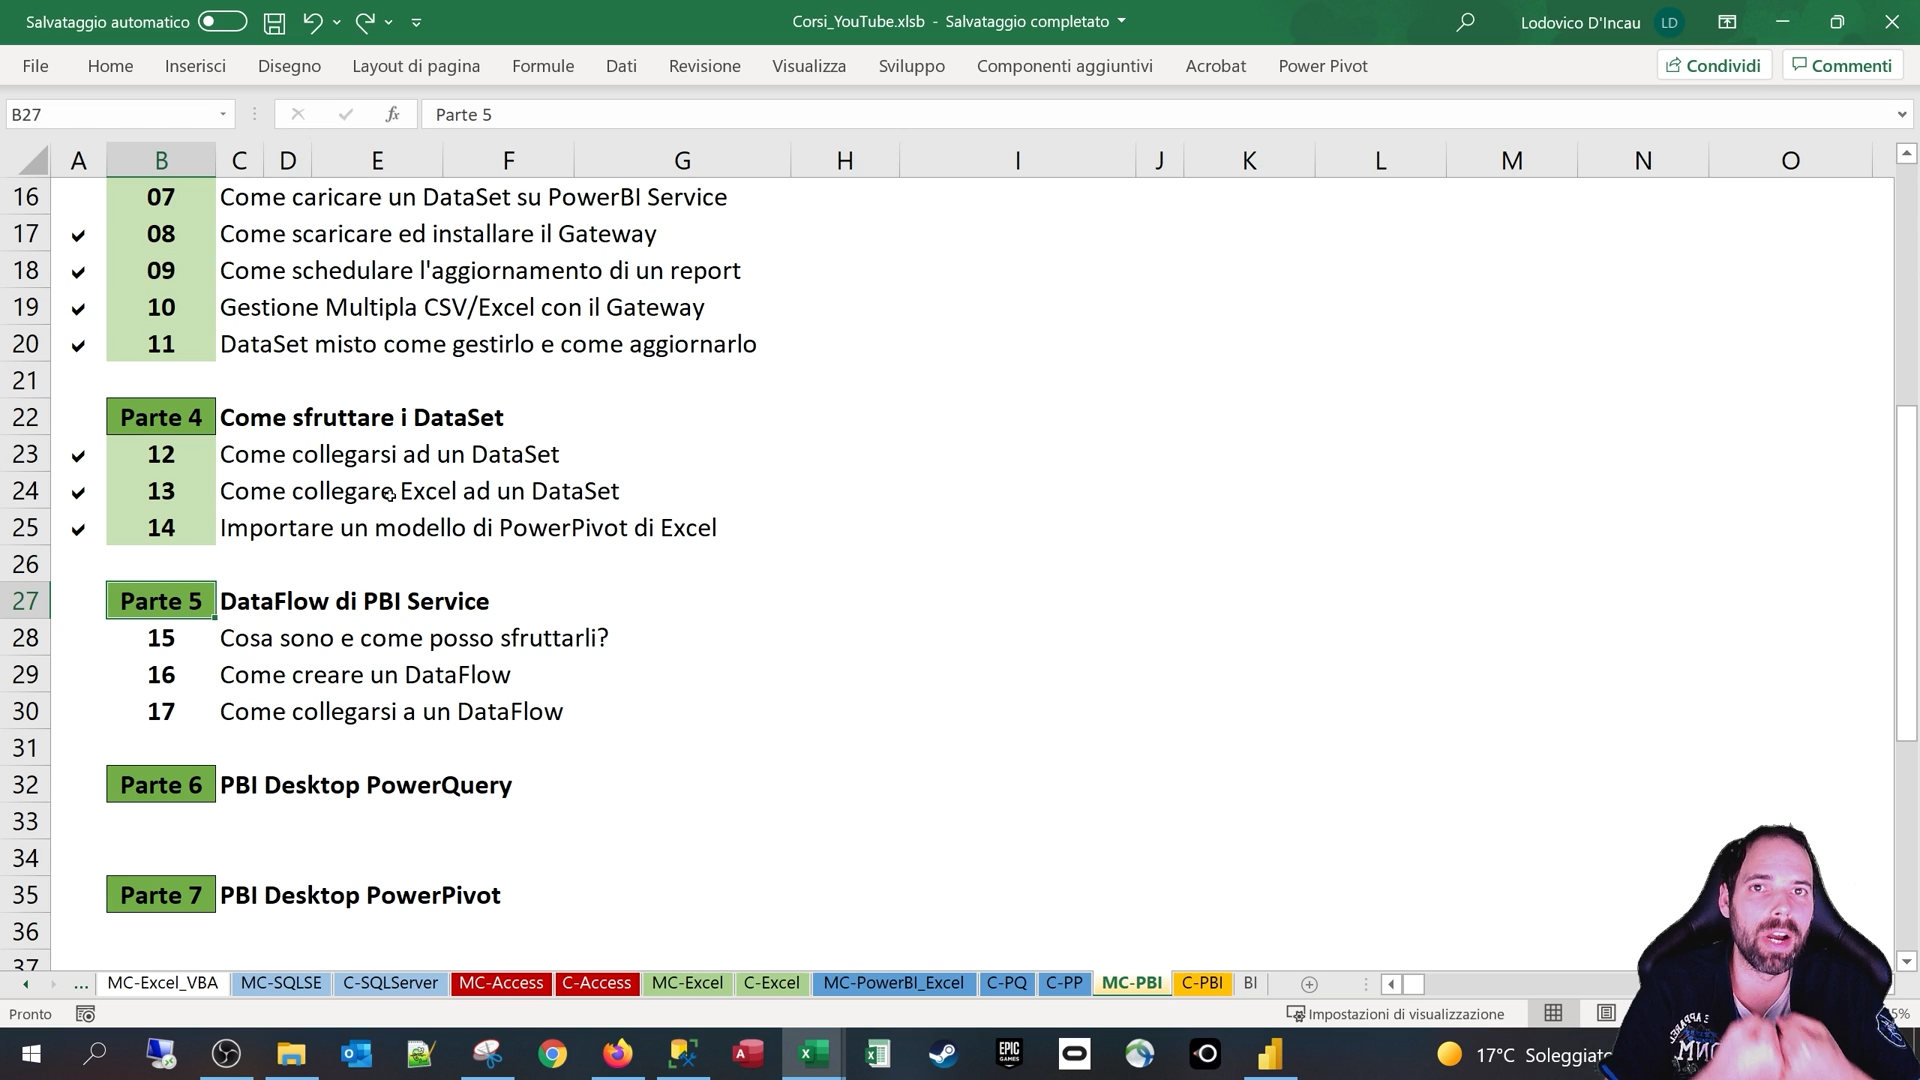 Salvataggio automatico
Corsi_YouTube.xlsb - Salvataggio completato
Lodovico D'Incau LD
File Home Inserisci Disegno Layout di pagina Formule Dati Revisione Visualizza Sviluppo Componenti aggiuntivi Acrobat Power Pivot Condividi Commenti
B27 fx Parte 5
A B C D E F G H I J K L M N O
16 07 Come caricare un DataSet su PowerBI Service
17 ✔ 08 Come scaricare ed installare il Gateway
18 ✔ 09 Come schedulare l'aggiornamento di un report
19 ✔ 10 Gestione Multipla CSV/Excel con il Gateway
20 ✔ 11 DataSet misto come gestirlo e come aggiornarlo
21
22 Parte 4 Come sfruttare i DataSet
23 ✔ 12 Come collegarsi ad un DataSet
24 ✔ 13 Come collegare Excel ad un DataSet
25 ✔ 14 Importare un modello di PowerPivot di Excel
26
27 Parte 5 DataFlow di PBI Service
28 15 Cosa sono e come posso sfruttarli?
29 16 Come creare un DataFlow
30 17 Come collegarsi a un DataFlow
31
32 Parte 6 PBI Desktop PowerQuery
33
34
35 Parte 7 PBI Desktop PowerPivot
36
37
... MC-Excel_VBA MC-SQLSE C-SQLServer MC-Access C-Access MC-Excel C-Excel MC-PowerBI_Excel C-PQ C-PP MC-PBI C-PBI BI
Pronto Impostazioni di visualizzazione
EPIC GAMES
17°C Soleggiato